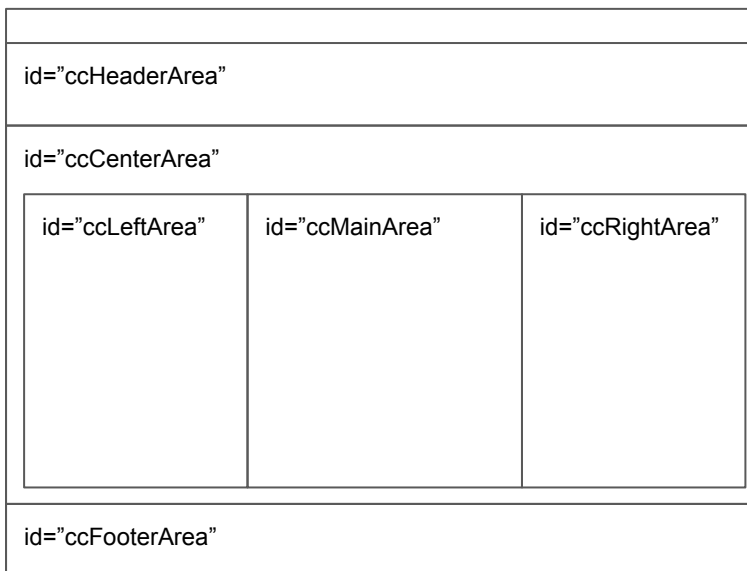 id=”ccHeaderArea”
id=”ccCenterArea”
id=”ccLeftArea”
id=”ccMainArea”
id=”ccRightArea”
id=”ccFooterArea”